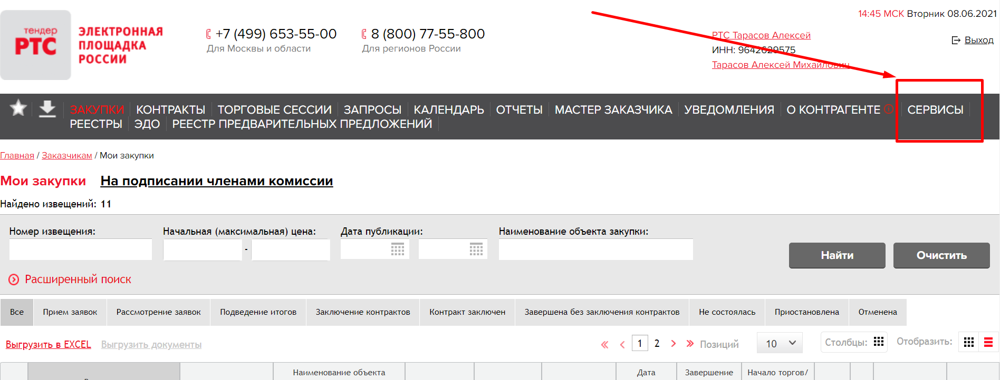 14:45 МСК Вторник 08.06.2021
тендер
РТС
ЭЛЕКТРОННАЯ
ПЛОЩАДКА
РОССИИ
+7 (499) 653-55-00
Для Москвы и области
8 (800) 77-55-800
Для регионов России
РТС Тарасов Алексей
ИНН: 9642629575
Тарасов Алексей Михайлович
Выход
ЗАКУПКИ КОНТРАКТЫ ТОРГОВЫЕ СЕССИИ ЗАПРОСЫ КАЛЕНДАРЬ ОТЧЕТЫ МАСТЕР ЗАКАЗЧИКА УВЕДОМЛЕНИЯ О КОНТРАГЕНТЕ СЕРВИСЫ
РЕЕСТРЫ ЭДО РЕЕСТР ПРЕДВАРИТЕЛЬНЫХ ПРЕДЛОЖЕНИЙ
Главная / Заказчикам / Мои закупки
Мои закупки На подписании членами комиссии
Найдено извещений: 11
Номер извещения: Начальная (максимальная) цена: Дата публикации: Наименование объекта закупки:
-
Найти Очистить
Расширенный поиск
Все Прием заявок Рассмотрение заявок Подведение итогов Заключение контрактов Контракт заключен Завершена без заключения контрактов Не состоялась Приостановлена Отменена
Выгрузить в EXCEL Выгрузить документы « ‹ 1 2 › » Позиций 10 Столбцы: Отобразить:
Наименование объекта Дата Завершение Начало торгов/